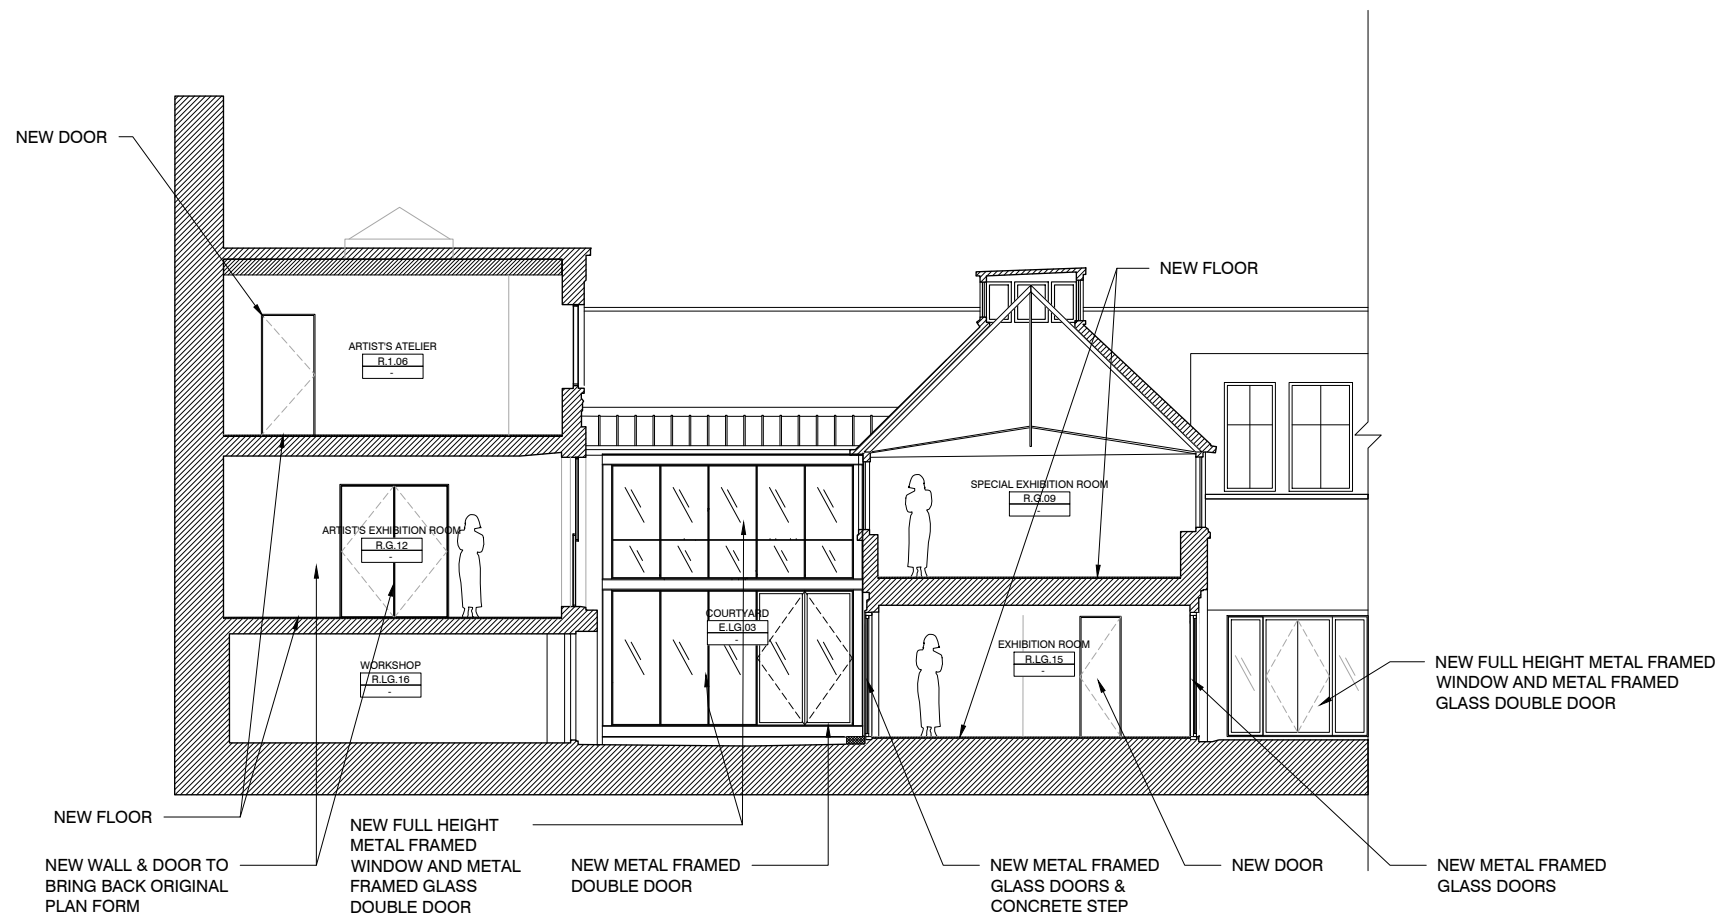 NEW DOOR
NEW FLOOR
ARTIST'S ATELIER
R.1.06
-
SPECIAL EXHIBITION ROOM
R.G.09
-
ARTIST'S EXHIBITION ROOM
R.G.12
-
COURTYARD
E.LG.03
-
EXHIBITION ROOM
R.LG.15
-
WORKSHOP
R.LG.16
-
NEW FULL HEIGHT METAL FRAMED
WINDOW AND METAL FRAMED
GLASS DOUBLE DOOR
NEW FLOOR
NEW WALL & DOOR TO
BRING BACK ORIGINAL
PLAN FORM
NEW FULL HEIGHT
METAL FRAMED
WINDOW AND METAL
FRAMED GLASS
DOUBLE DOOR
NEW METAL FRAMED
DOUBLE DOOR
NEW METAL FRAMED
GLASS DOORS &
CONCRETE STEP
NEW DOOR
NEW METAL FRAMED
GLASS DOORS